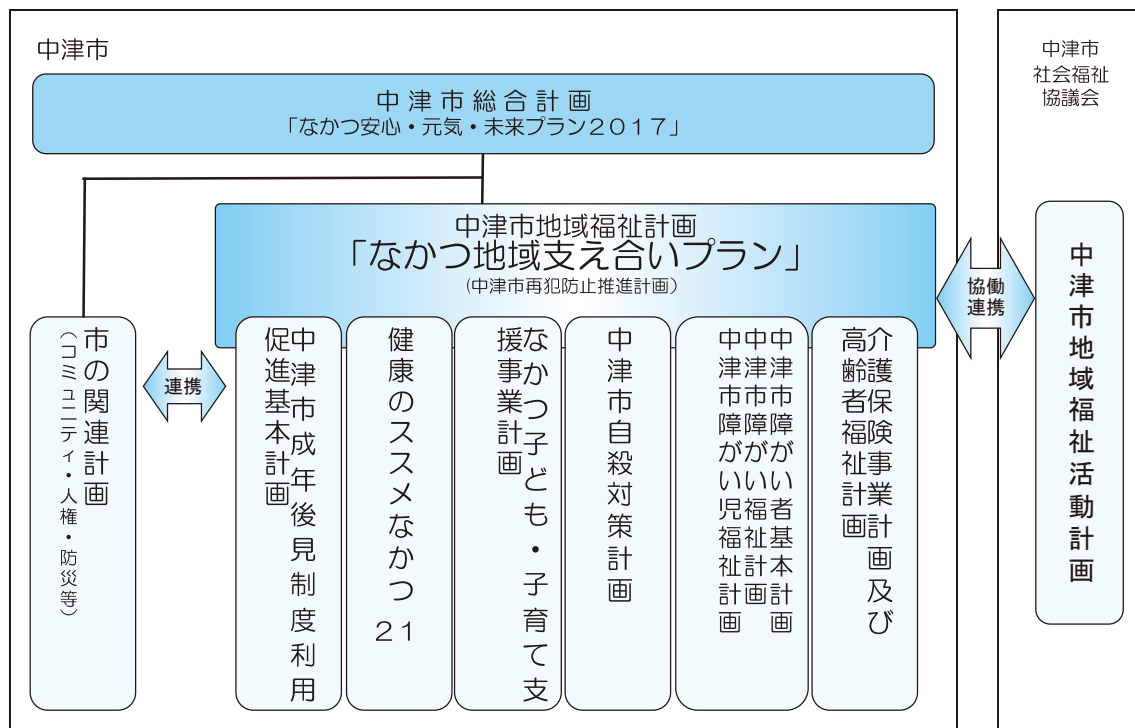 中津市
中津市総合計画
「なかつ安心・元気・未来プラン２０１７」
中津市地域福祉計画
「なかつ地域支え合いプラン」
(中津市再犯防止推進計画）
市の関連計画
（コミュニティ・人権・防災等）
連携
中津市成年後見制度利用
促進基本計画
健康のススメなかつ
２１
なかつ子ども・子育て支
援事業計画
中津市自殺対策計画
中津市障がい者基本計画
中津市障がい福祉計画
中津市障がい児福祉計画
介護保険事業計画及び
高齢者福祉計画
協働
連携
中津市
社会福祉
協議会
中津市地域福祉活動計画